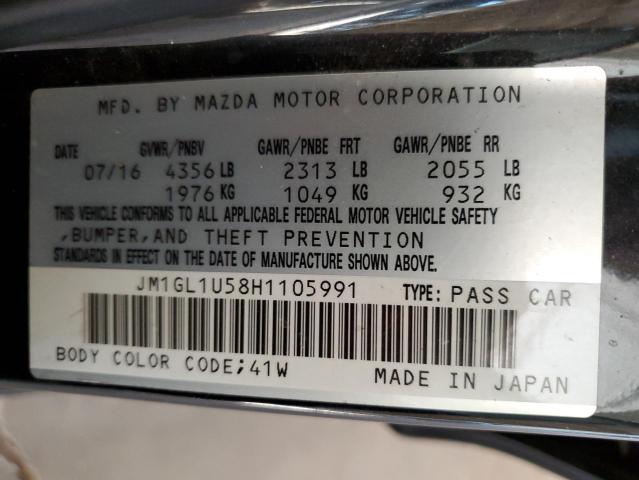 MFD. BY MAZDA MOTOR CORPORATION
DATE GVWR/PNBV GAWR/PNBE FRT GAWR/PNBE RR
07/16 4356 LB 2313 LB 2055 LB
1976 KG 1049 KG 932 KG
THIS VEHICLE CONFORMS TO ALL APPLICABLE FEDERAL MOTOR VEHICLE SAFETY
,BUMPER,AND THEFT PREVENTION
STANDARDS IN EFFECT ON THE DATE OF MANUFACTURE SHOWN ABOVE.
JM1GL1U58H1105991 TYPE: PASS CAR
BODY COLOR CODE;41W MADE IN JAPAN